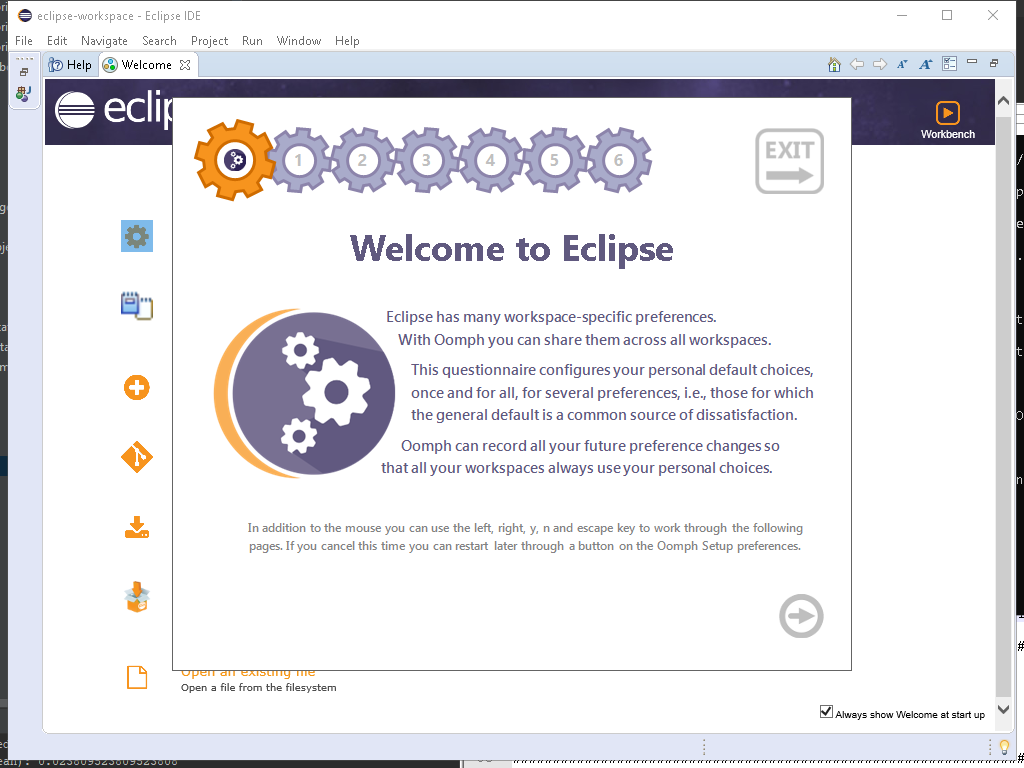 eclipse-workspace - Eclipse IDE
File Edit Navigate Search Project Run Window Help
Help Welcome
Workbench
1 2 3 4 5 6
EXIT
Welcome to Eclipse
Eclipse has many workspace-specific preferences.
With Oomph you can share them across all workspaces.
This questionnaire configures your personal default choices,
once and for all, for several preferences, i.e., those for which
the general default is a common source of dissatisfaction.
Oomph can record all your future preference changes so
that all your workspaces always use your personal choices.
In addition to the mouse you can use the left, right, y, n and escape key to work through the following
pages. If you cancel this time you can restart later through a button on the Oomph Setup preferences.
Open an existing file
Open a file from the filesystem
Always show Welcome at start up